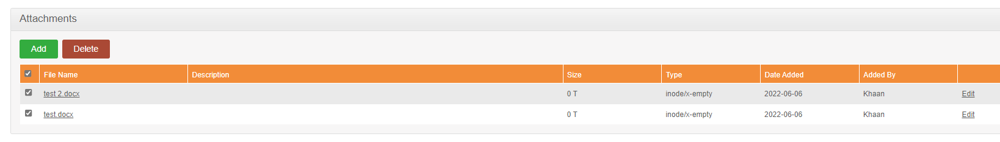 Attachments
Add Delete
File Name Description Size Type Date Added Added By
test 2.docx 0 T inode/x-empty 2022-06-06 Khaan Edit
test.docx 0 T inode/x-empty 2022-06-06 Khaan Edit